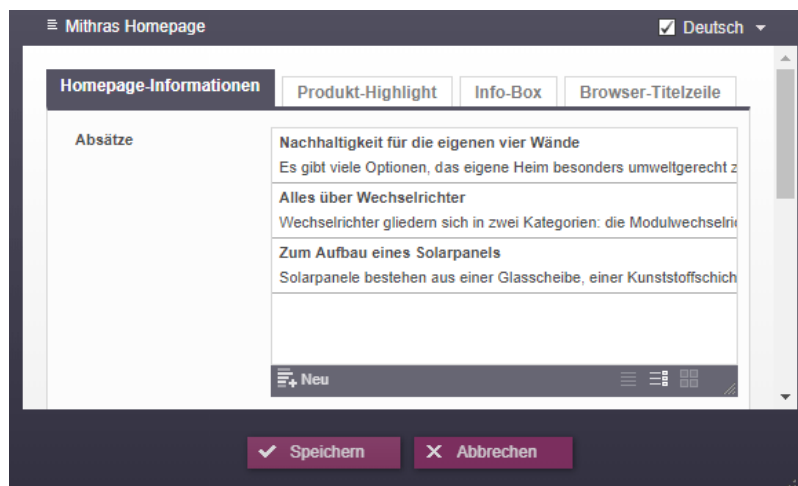 Mithras Homepage
Deutsch
Homepage-Informationen
Produkt-Highlight
Info-Box
Browser-Titelzeile
Absätze
Nachhaltigkeit für die eigenen vier Wände
Es gibt viele Optionen, das eigene Heim besonders umweltgerecht z
Alles über Wechselrichter
Wechselrichter gliedern sich in zwei Kategorien: die Modulwechselri
Zum Aufbau eines Solarpanels
Solarpanele bestehen aus einer Glasscheibe, einer Kunststoffschich
Neu
Speichern
Abbrechen